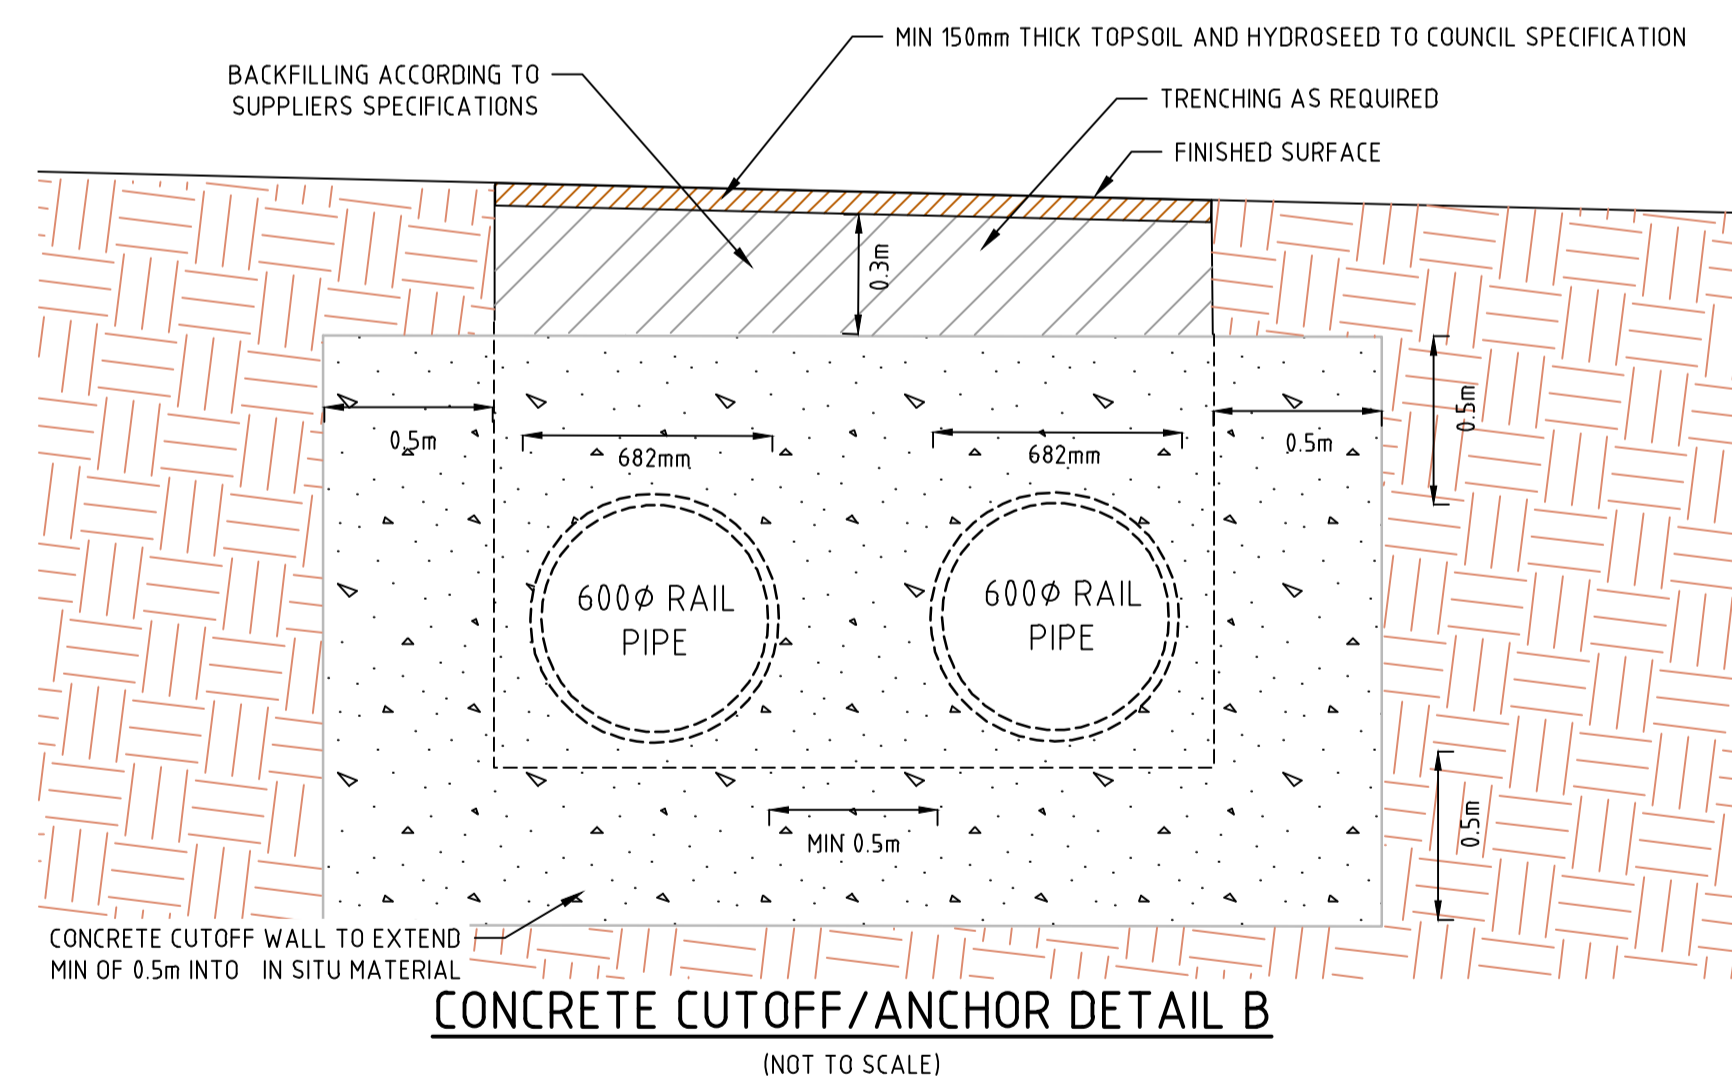 MIN 150mm THICK TOPSOIL AND HYDROSEED TO COUNCIL SPECIFICATION
BACKFILLING ACCORDING TO
SUPPLIERS SPECIFICATIONS
TRENCHING AS REQUIRED
FINISHED SURFACE
0.3m
0.5m
0.5m
682mm
682mm
0.5m
600Ø RAIL
PIPE
600Ø RAIL
PIPE
0.5m
MIN 0.5m
CONCRETE CUTOFF WALL TO EXTEND
MIN OF 0.5m INTO IN SITU MATERIAL
CONCRETE CUTOFF/ANCHOR DETAIL B
(NOT TO SCALE)